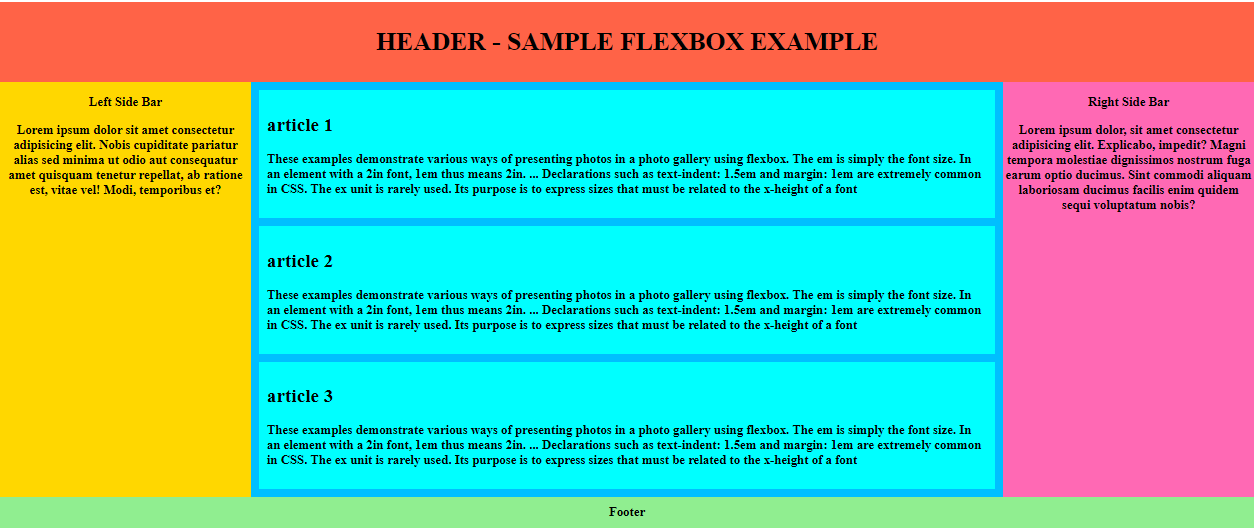 HEADER - SAMPLE FLEXBOX EXAMPLE
Left Side Bar
Lorem ipsum dolor sit amet consectetur
adipisicing elit. Nobis cupiditate pariatur
alias sed minima ut odio aut consequatur
amet quisquam tenetur repellat, ab ratione
est, vitae vel! Modi, temporibus et?
article 1
These examples demonstrate various ways of presenting photos in a photo gallery using flexbox. The em is simply the font size. In
an element with a 2in font, 1em thus means 2in. ... Declarations such as text-indent: 1.5em and margin: 1em are extremely common
in CSS. The ex unit is rarely used. Its purpose is to express sizes that must be related to the x-height of a font
article 2
These examples demonstrate various ways of presenting photos in a photo gallery using flexbox. The em is simply the font size. In
an element with a 2in font, 1em thus means 2in. ... Declarations such as text-indent: 1.5em and margin: 1em are extremely common
in CSS. The ex unit is rarely used. Its purpose is to express sizes that must be related to the x-height of a font
article 3
These examples demonstrate various ways of presenting photos in a photo gallery using flexbox. The em is simply the font size. In
an element with a 2in font, 1em thus means 2in. ... Declarations such as text-indent: 1.5em and margin: 1em are extremely common
in CSS. The ex unit is rarely used. Its purpose is to express sizes that must be related to the x-height of a font
Right Side Bar
Lorem ipsum dolor, sit amet consectetur
adipisicing elit. Explicabo, impedit? Magni
tempora molestiae dignissimos nostrum fuga
earum optio ducimus. Sint commodi aliquam
laboriosam ducimus facilis enim quidem
sequi voluptatum nobis?
Footer